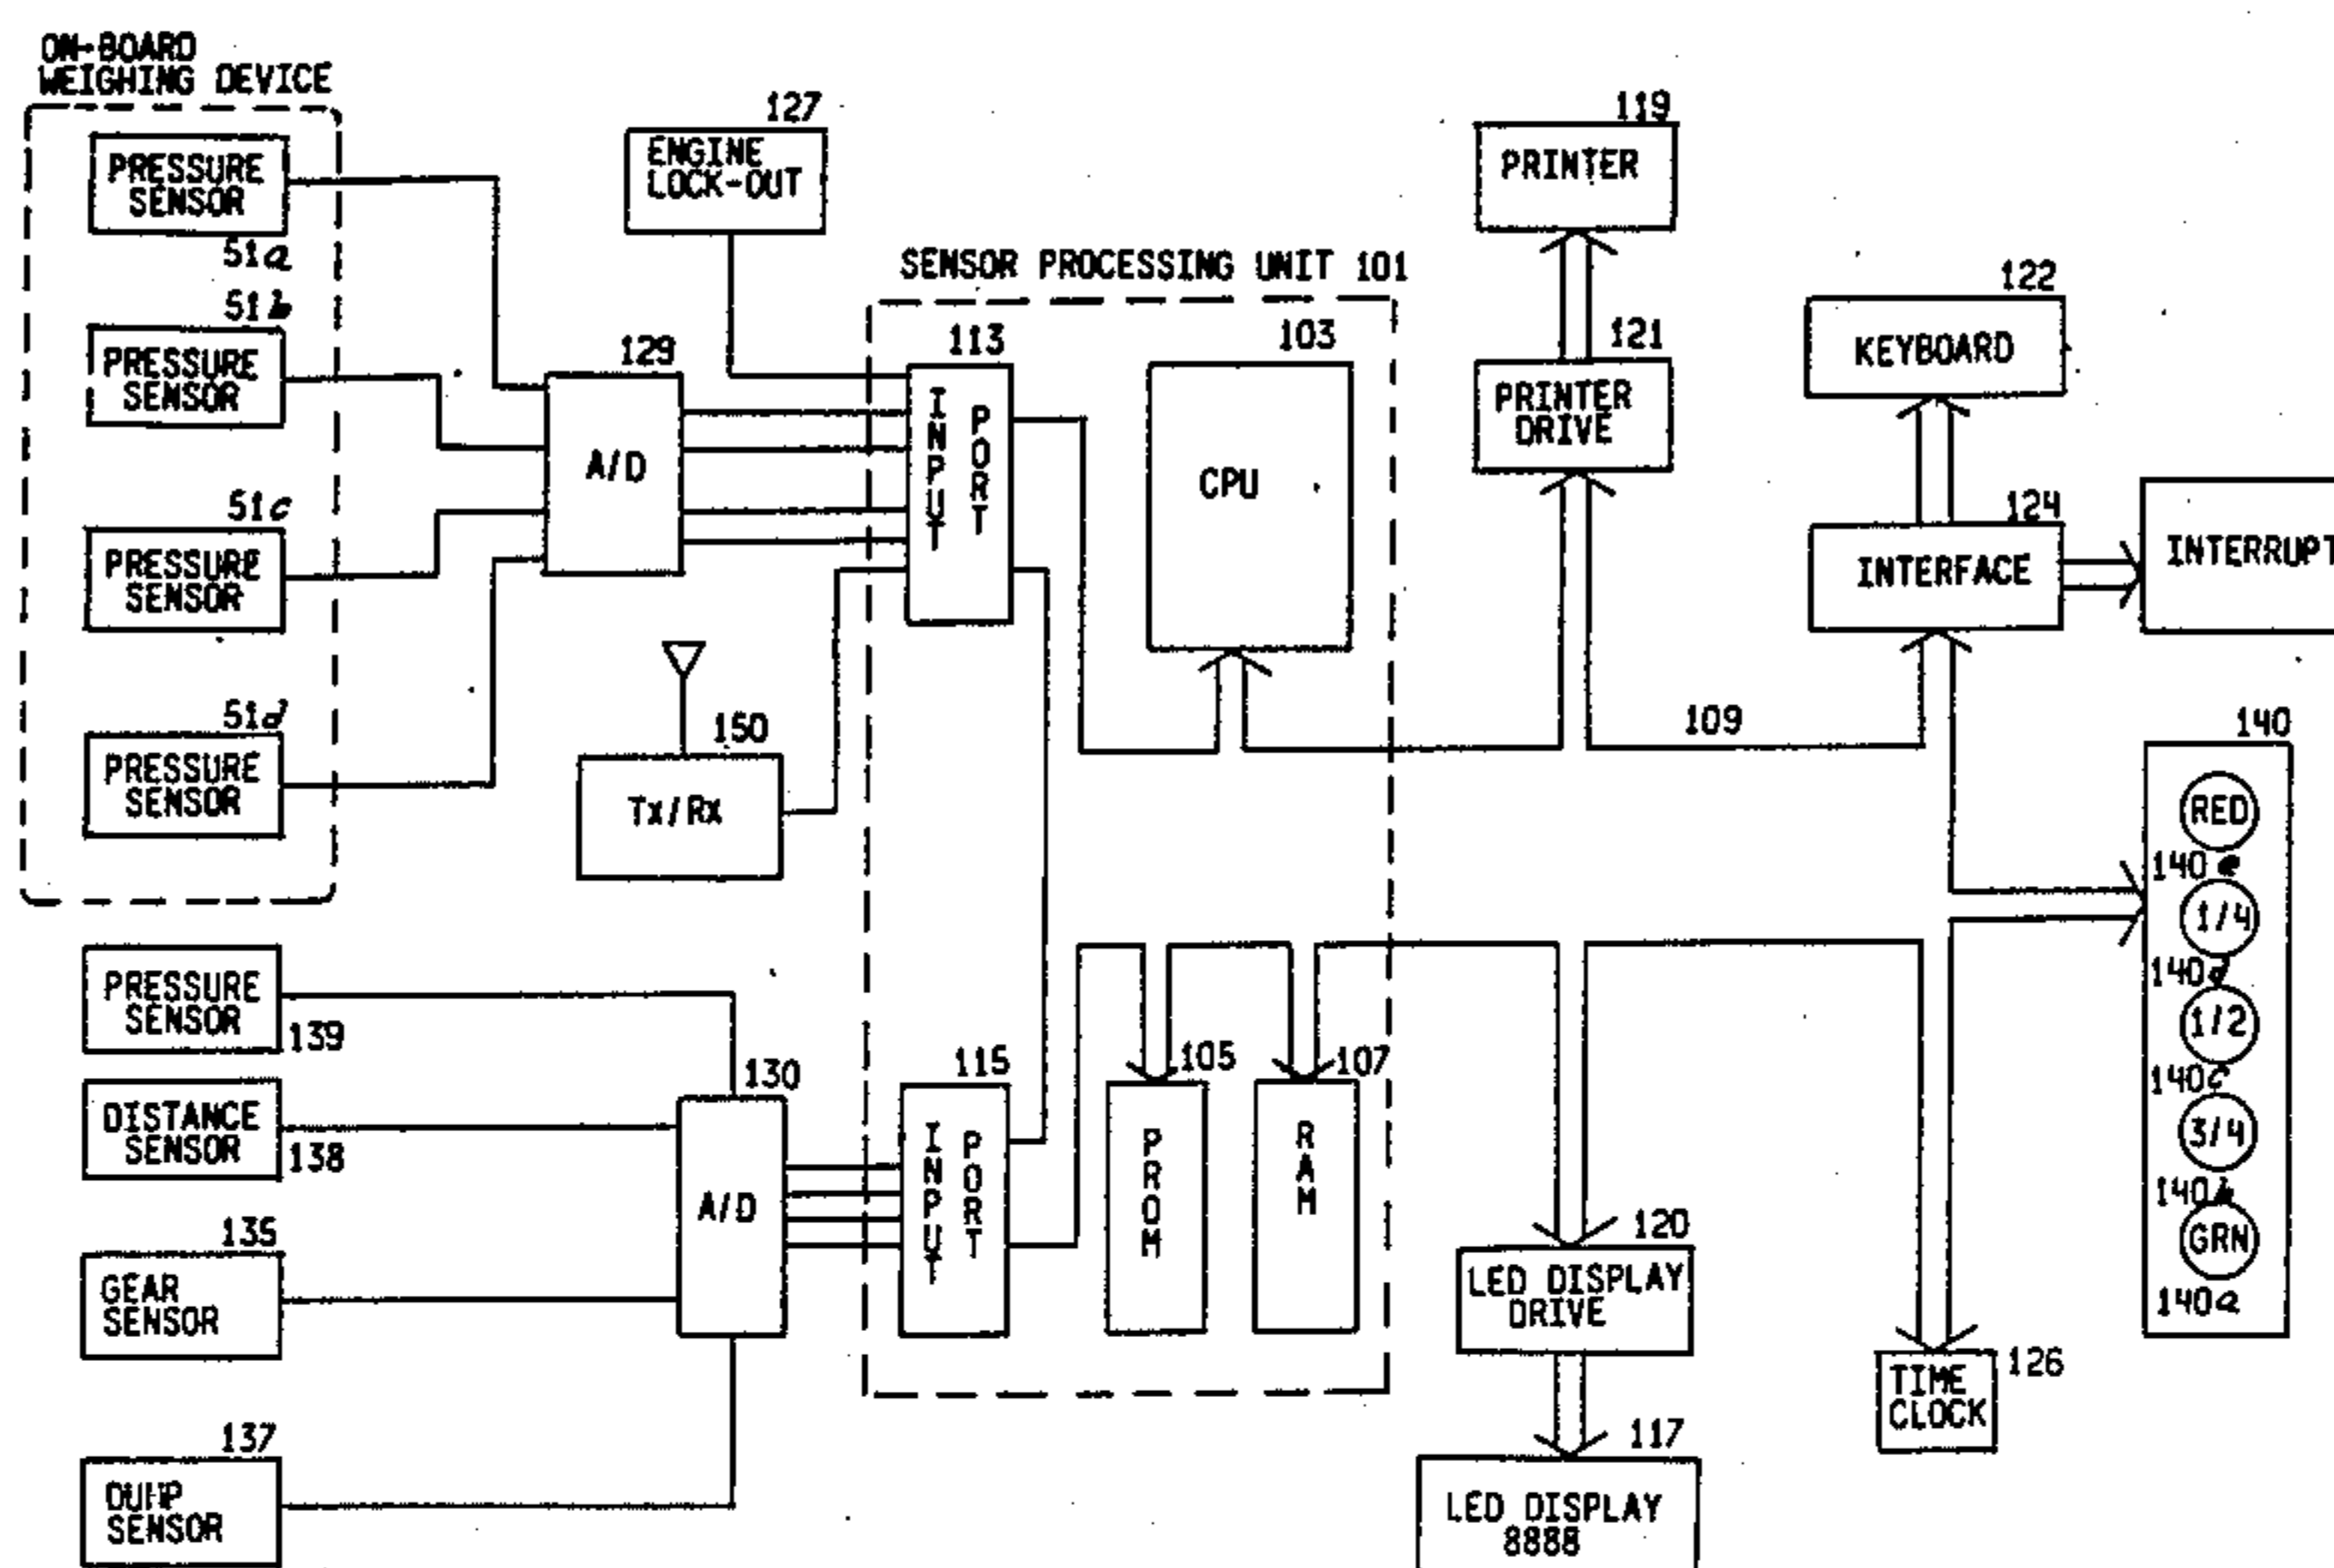 ON-BOARD
WEIGHING DEVICE
PRESSURE
SENSOR
51a
51b
PRESSURE
SENSOR
51c
PRESSURE
SENSOR
51d
PRESSURE
SENSOR
PRESSURE
SENSOR
139
DISTANCE
SENSOR
138
135
GEAR
SENSOR
137
DUMP
SENSOR
127
ENGINE
LOCK-OUT
129
A/D
150
Tx/Rx
130
A/D
SENSOR PROCESSING UNIT 101
113
INPUT
PORT
103
CPU
115
INPUT
PORT
105
PROM
107
RAM
119
PRINTER
121
PRINTER
DRIVE
109
122
KEYBOARD
124
INTERFACE
INTERRUPT
120
LED DISPLAY
DRIVE
117
LED DISPLAY
8888
126
TIME
CLOCK
140
RED
140e
1/4
140d
1/2
140c
3/4
140b
GRN
140a